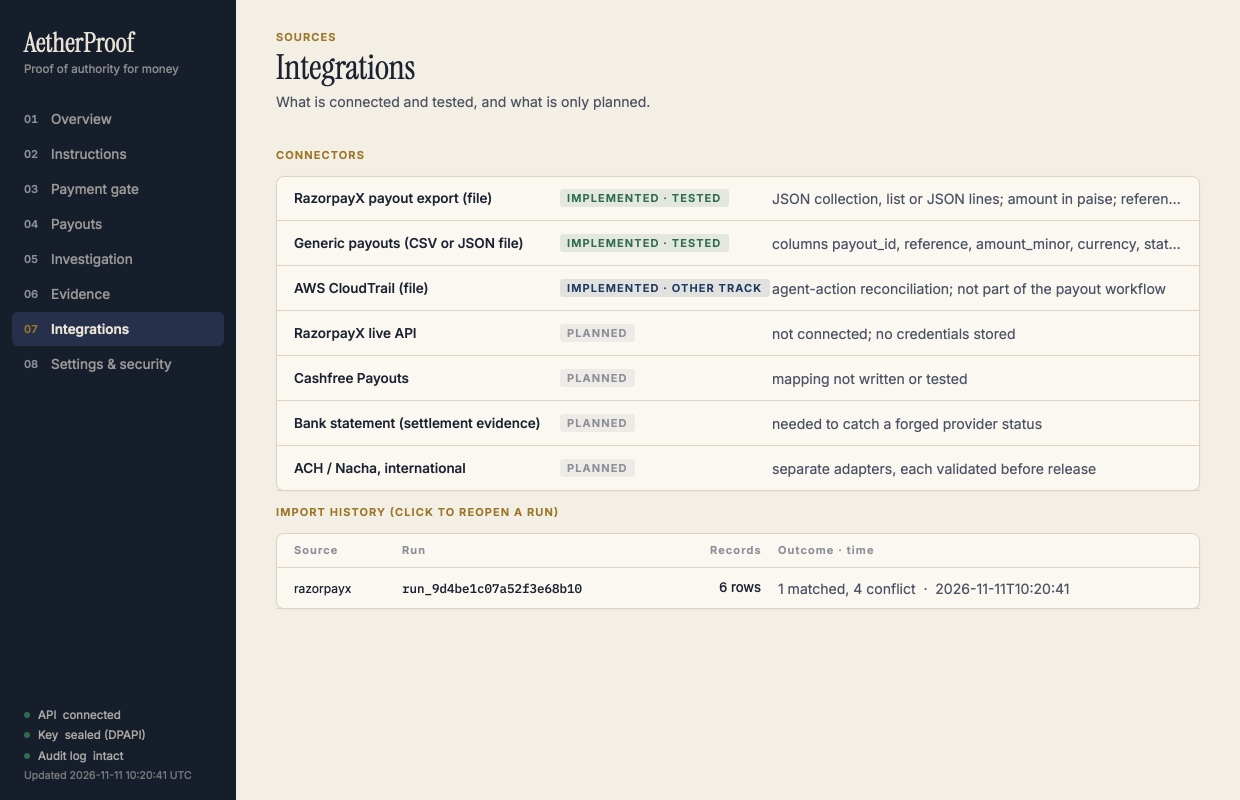 AetherProof
Proof of authority for money
01 Overview
02 Instructions
03 Payment gate
04 Payouts
05 Investigation
06 Evidence
07 Integrations
08 Settings & security
API connected
Key sealed (DPAPI)
Audit log intact
Updated 2026-11-11 10:20:41 UTC
SOURCES
Integrations
What is connected and tested, and what is only planned.
CONNECTORS
RazorpayX payout export (file) IMPLEMENTED · TESTED JSON collection, list or JSON lines; amount in paise; referen...
Generic payouts (CSV or JSON file) IMPLEMENTED · TESTED columns payout_id, reference, amount_minor, currency, stat...
AWS CloudTrail (file) IMPLEMENTED · OTHER TRACK agent-action reconciliation; not part of the payout workflow
RazorpayX live API PLANNED not connected; no credentials stored
Cashfree Payouts PLANNED mapping not written or tested
Bank statement (settlement evidence) PLANNED needed to catch a forged provider status
ACH / Nacha, international PLANNED separate adapters, each validated before release
IMPORT HISTORY (CLICK TO REOPEN A RUN)
Source Run Records Outcome · time
razorpayx run_9d4be1c07a52f3e68b10 6 rows 1 matched, 4 conflict · 2026-11-11T10:20:41